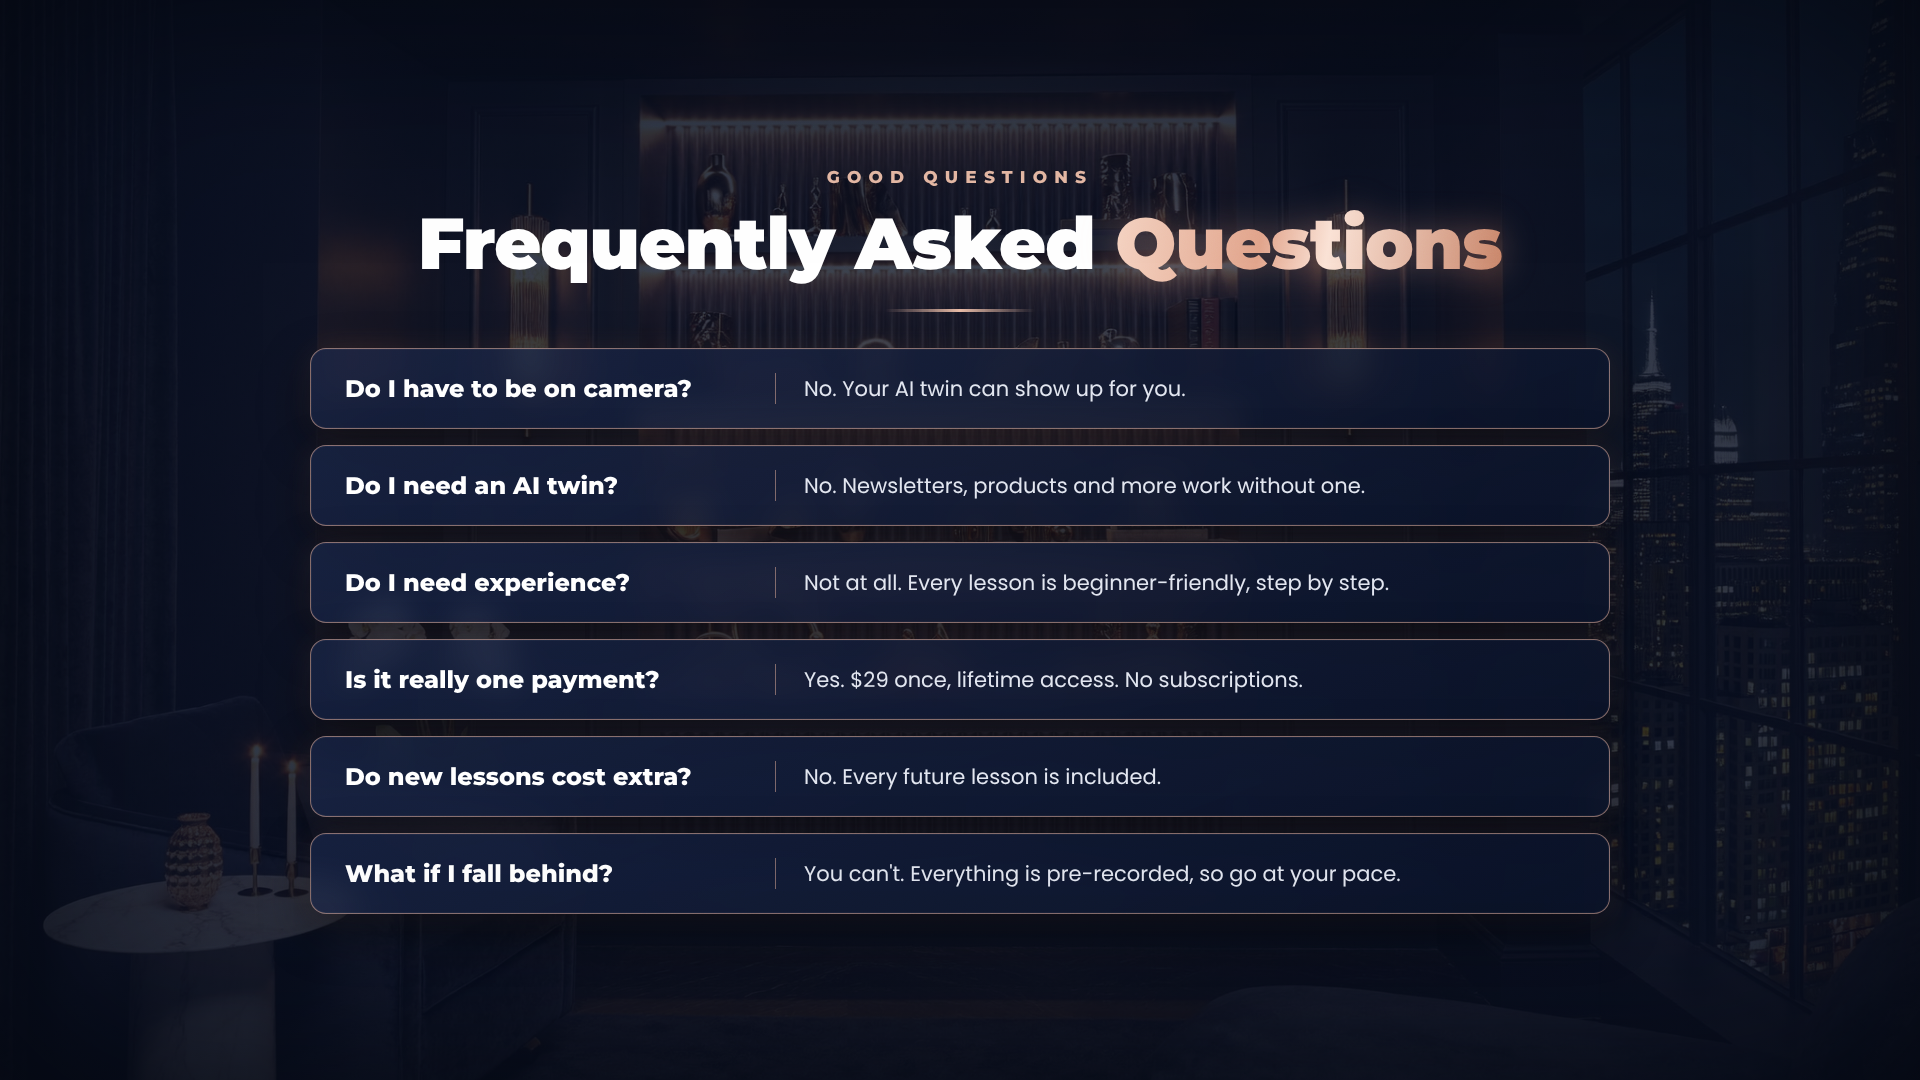 GOOD QUESTIONS
Frequently Asked Questions
Do I have to be on camera?
No. Your AI twin can show up for you.
Do I need an AI twin?
No. Newsletters, products and more work without one.
Do I need experience?
Not at all. Every lesson is beginner-friendly, step by step.
Is it really one payment?
Yes. $29 once, lifetime access. No subscriptions.
Do new lessons cost extra?
No. Every future lesson is included.
What if I fall behind?
You can't. Everything is pre-recorded, so go at your pace.